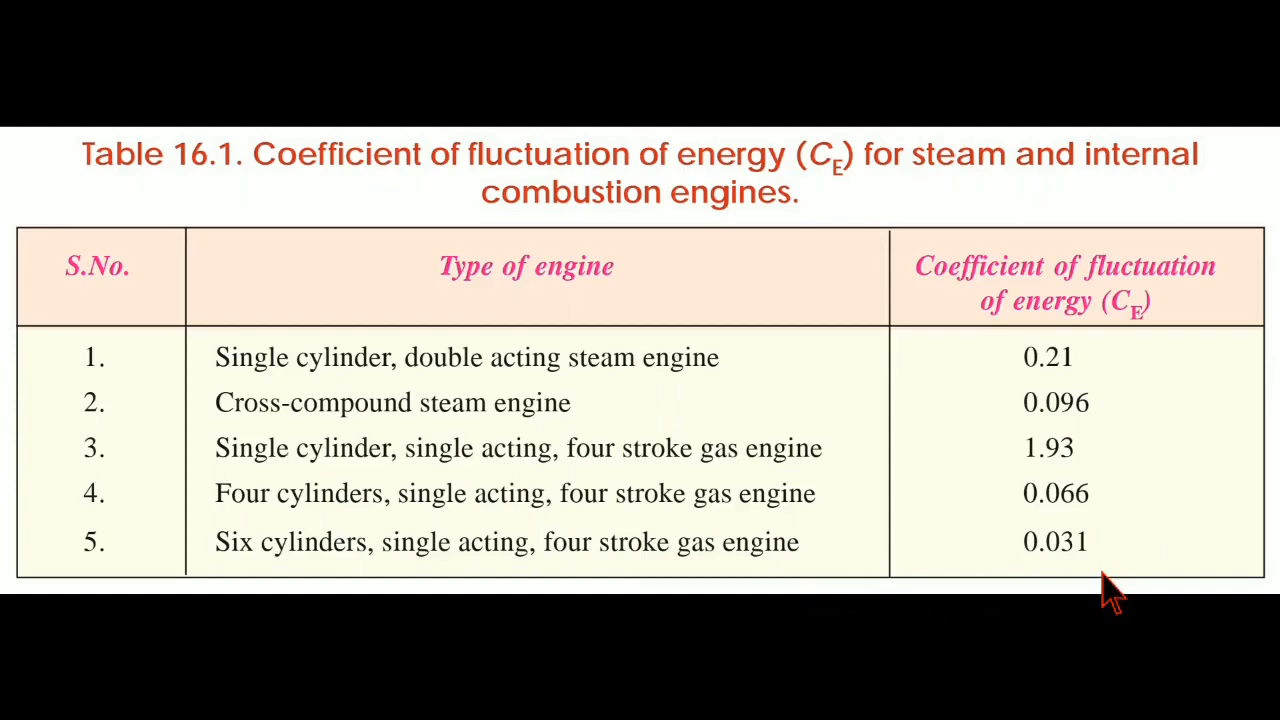 Table 16.1. Coefficient of fluctuation of energy (CE) for steam and internal
combustion engines.
S.No. Type of engine Coefficient of fluctuation
of energy (CE)
1. Single cylinder, double acting steam engine 0.21
2. Cross-compound steam engine 0.096
3. Single cylinder, single acting, four stroke gas engine 1.93
4. Four cylinders, single acting, four stroke gas engine 0.066
5. Six cylinders, single acting, four stroke gas engine 0.031